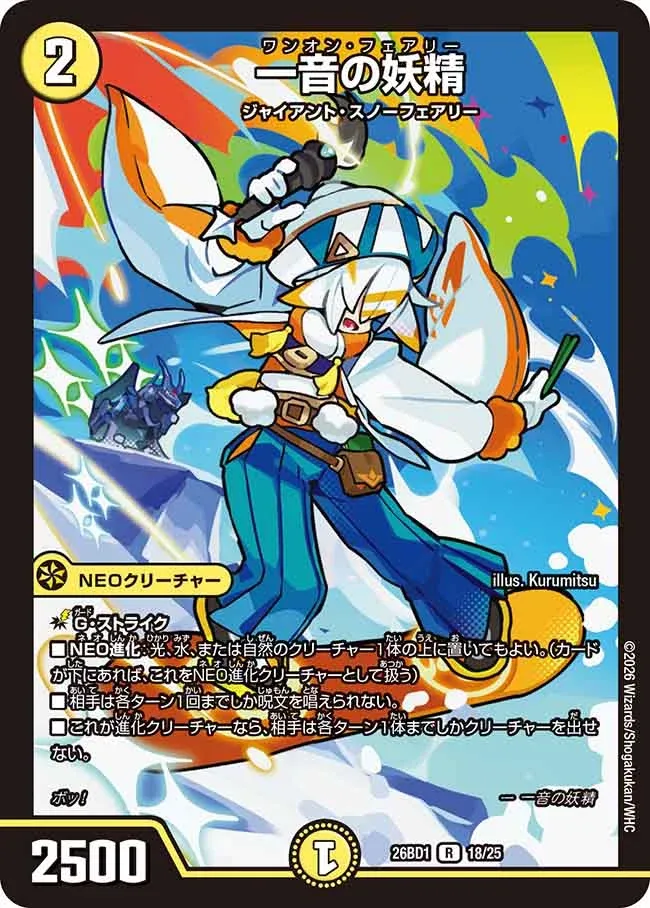 2
ワンオン・フェアリー
一音の妖精
ジャイアント・スノーフェアリー
NEOクリーチャー
illus. Kurumitsu
G・ストライク
■NEO進化:光、水、または自然のクリーチャー1体の上に置いてもよい。(カード
が下にあれば、これをNEO進化クリーチャーとして扱う)
■相手は各ターン1回までしか呪文を唱えられない。
■これが進化クリーチャーなら、相手は各ターン1体までしかクリーチャーを出せ
ない。
ボッ!
— 一音の妖精
©2026 Wizards/Shogakukan/WHC
2500
1
26BD1 R 18/25